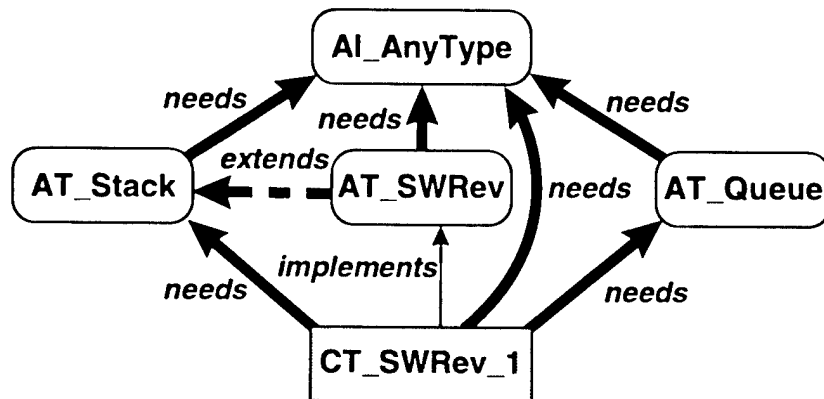 AI_AnyType
needs
needs
needs
extends
AT_Stack
AT_SWRev
needs
AT_Queue
implements
needs
needs
CT_SWRev_1